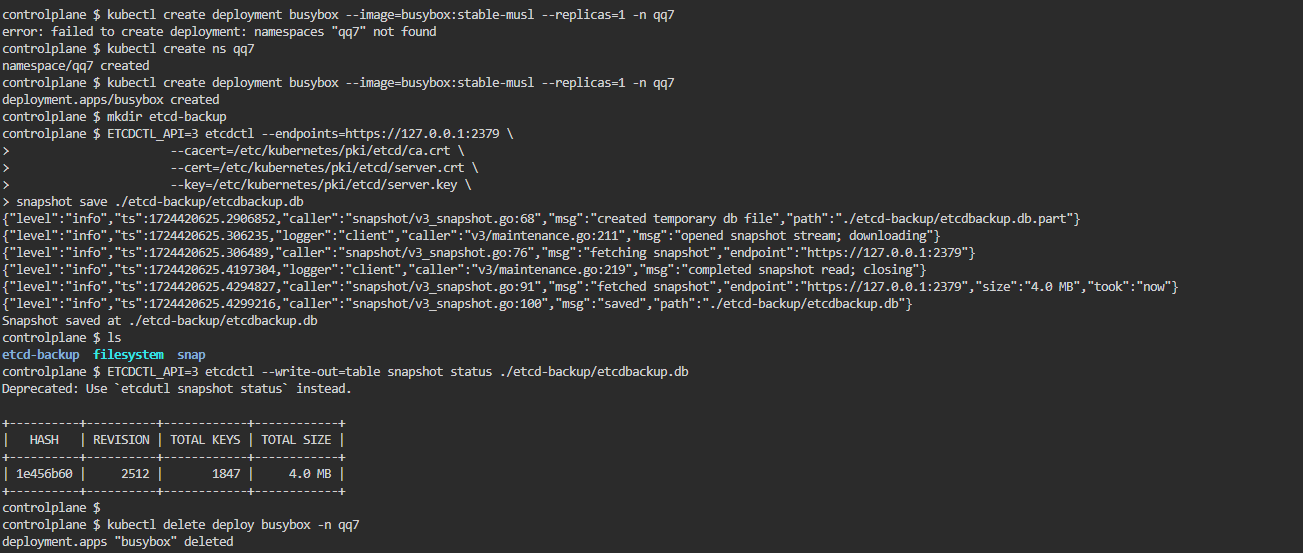 controlplane $ kubectl create deployment busybox --image=busybox:stable-musl --replicas=1 -n qq7
error: failed to create deployment: namespaces "qq7" not found
controlplane $ kubectl create ns qq7
namespace/qq7 created
controlplane $ kubectl create deployment busybox --image=busybox:stable-musl --replicas=1 -n qq7
deployment.apps/busybox created
controlplane $ mkdir etcd-backup
controlplane $ ETCDCTL_API=3 etcdctl --endpoints=https://127.0.0.1:2379 \
>                     --cacert=/etc/kubernetes/pki/etcd/ca.crt \
>                     --cert=/etc/kubernetes/pki/etcd/server.crt \
>                     --key=/etc/kubernetes/pki/etcd/server.key \
> snapshot save ./etcd-backup/etcdbackup.db
{"level":"info","ts":1724420625.2906852,"caller":"snapshot/v3_snapshot.go:68","msg":"created temporary db file","path":"./etcd-backup/etcdbackup.db.part"}
{"level":"info","ts":1724420625.306235,"logger":"client","caller":"v3/maintenance.go:211","msg":"opened snapshot stream; downloading"}
{"level":"info","ts":1724420625.306489,"caller":"snapshot/v3_snapshot.go:76","msg":"fetching snapshot","endpoint":"https://127.0.0.1:2379"}
{"level":"info","ts":1724420625.4197304,"logger":"client","caller":"v3/maintenance.go:219","msg":"completed snapshot read; closing"}
{"level":"info","ts":1724420625.4294827,"caller":"snapshot/v3_snapshot.go:91","msg":"fetched snapshot","endpoint":"https://127.0.0.1:2379","size":"4.0 MB","took":"now"}
{"level":"info","ts":1724420625.4299216,"caller":"snapshot/v3_snapshot.go:100","msg":"saved","path":"./etcd-backup/etcdbackup.db"}
Snapshot saved at ./etcd-backup/etcdbackup.db
controlplane $ ls
etcd-backup  filesystem  snap
controlplane $ ETCDCTL_API=3 etcdctl --write-out=table snapshot status ./etcd-backup/etcdbackup.db
Deprecated: Use `etcdutl snapshot status` instead.

+----------+----------+------------+------------+
|   HASH   | REVISION | TOTAL KEYS | TOTAL SIZE |
+----------+----------+------------+------------+
| 1e456b60 |     2512 |       1847 |     4.0 MB |
+----------+----------+------------+------------+
controlplane $
controlplane $ kubectl delete deploy busybox -n qq7
deployment.apps "busybox" deleted